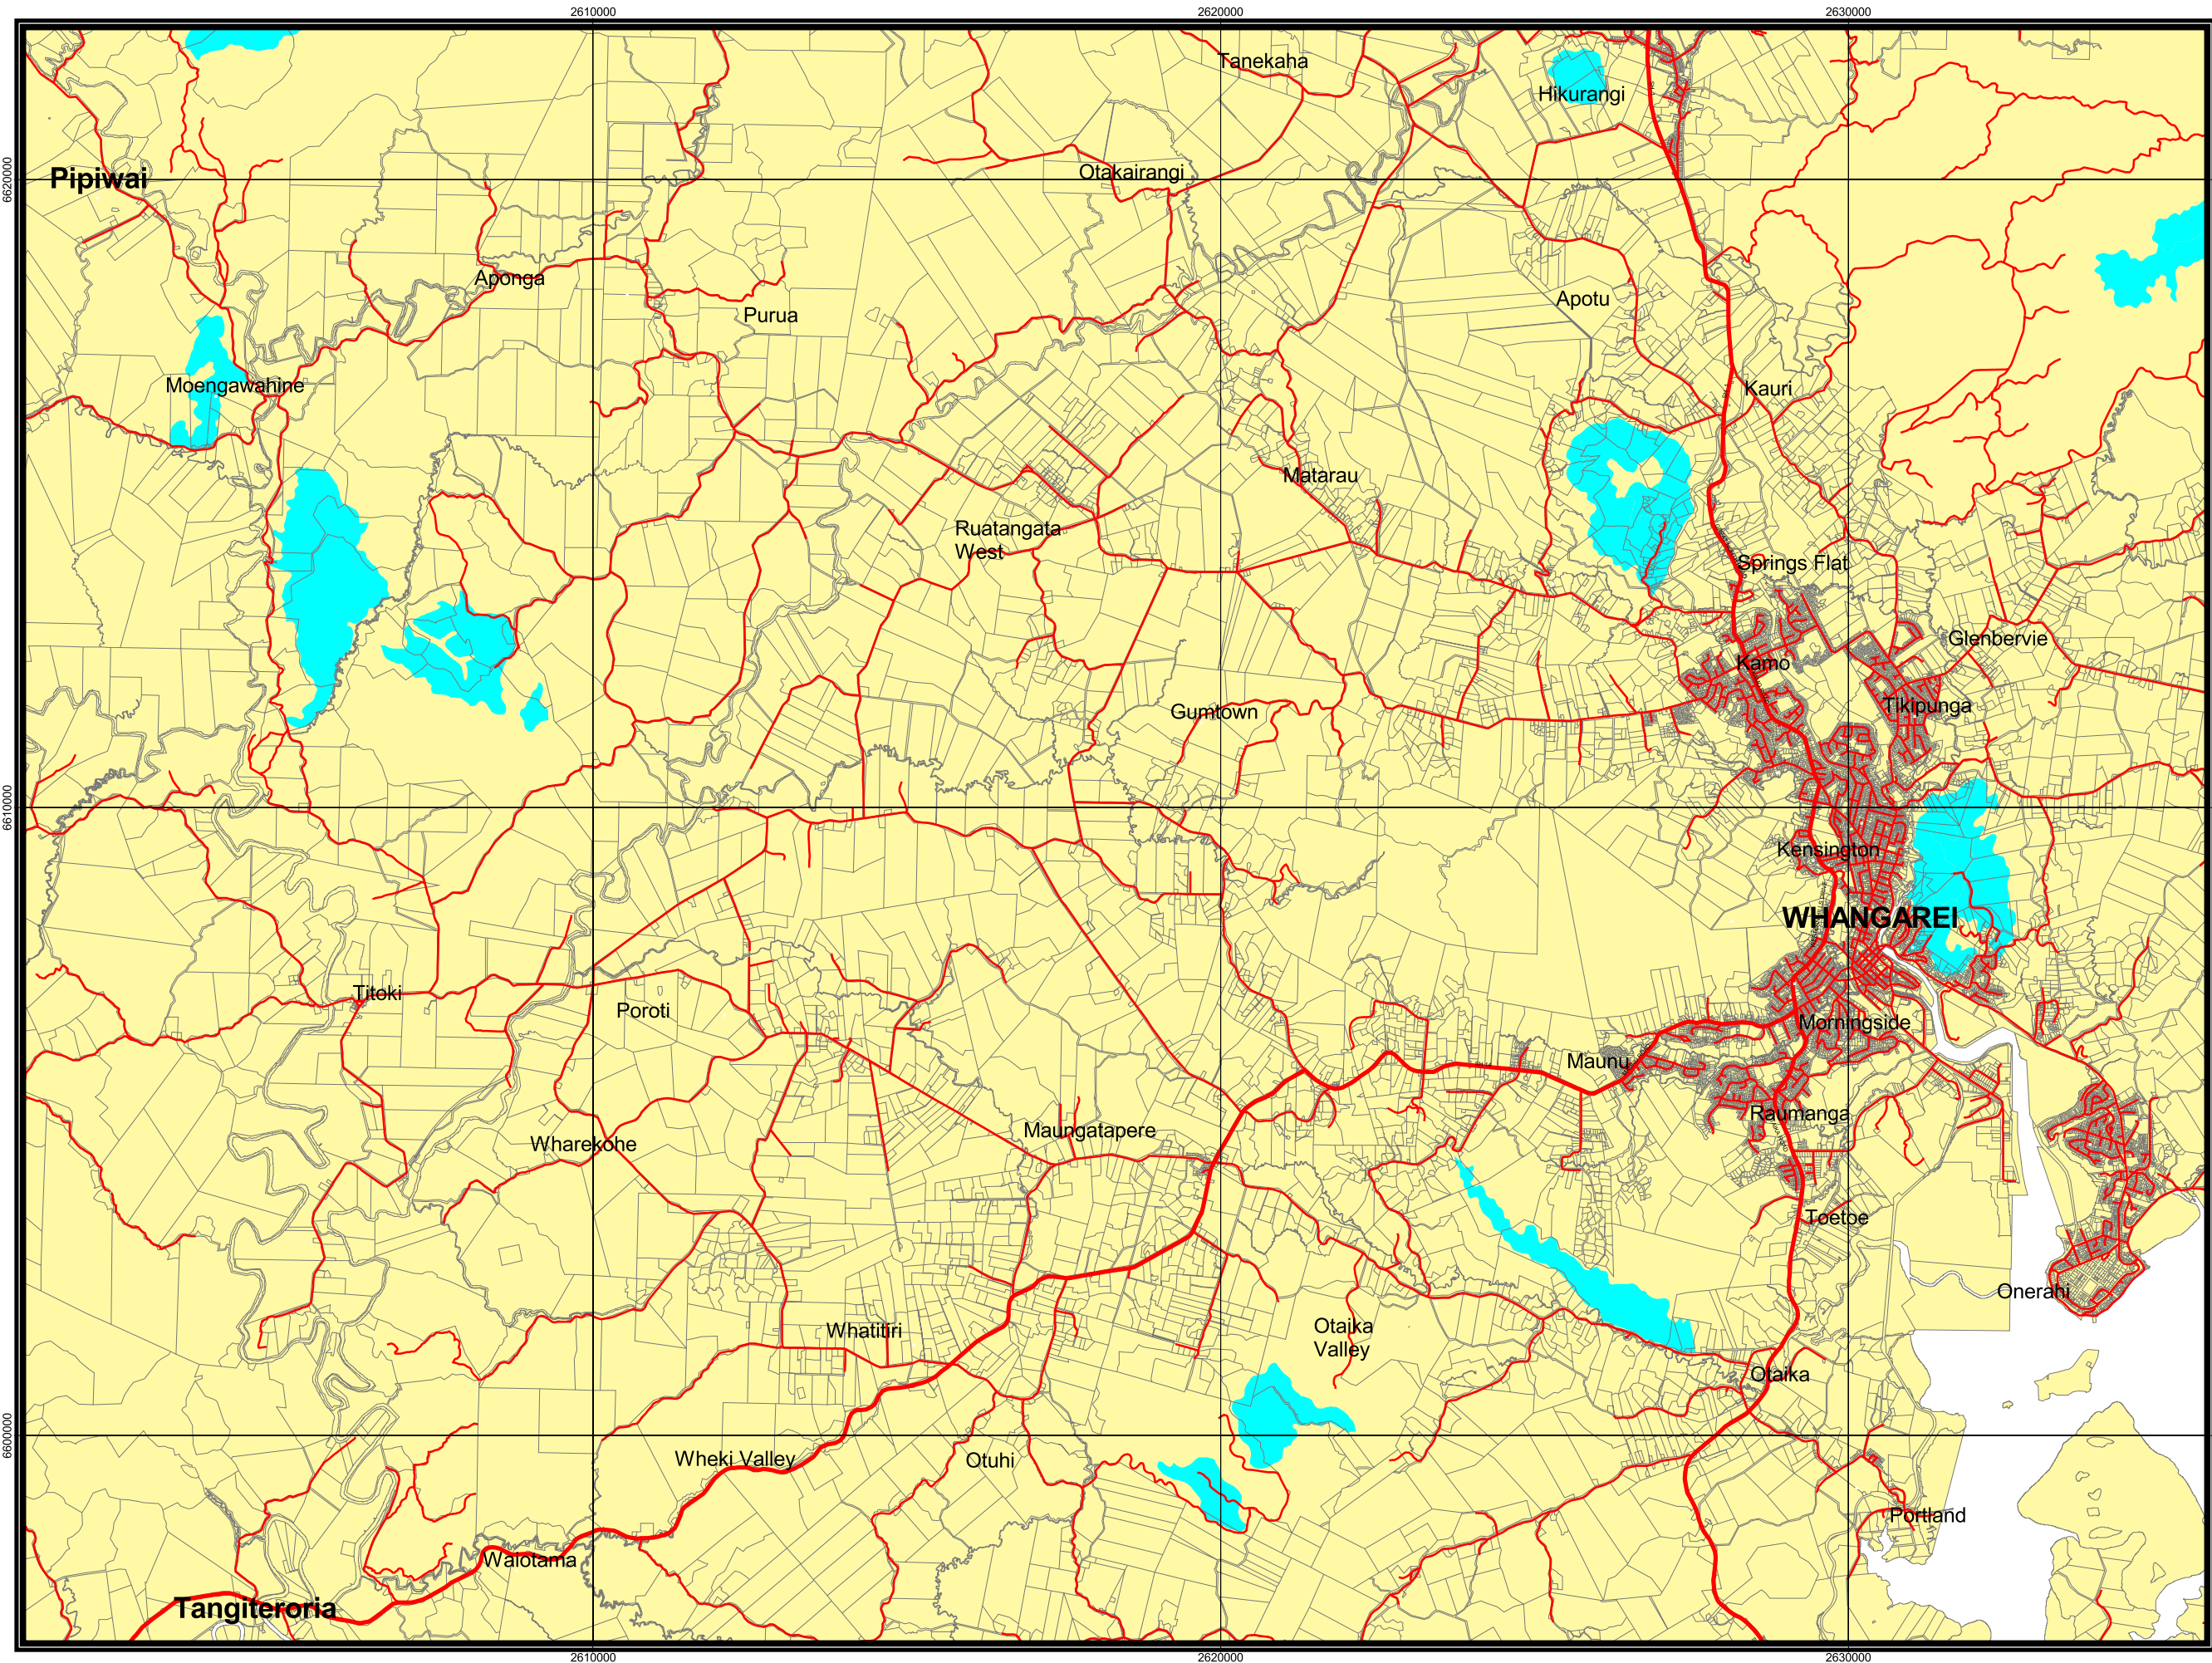 2610000
2620000
2630000
Tanekaha
Hikurangi
6620000
Pipiwai
Otakairangi
Aponga
Apotu
Purua
Moengawahine
Kauri
Matarau
Ruatangata
West
Springs Flat
Glenbervie
Kamo
Tikipunga
Gumtown
6610000
Kensington
WHANGAREI
Titoki
Poroti
Morningside
Maunu
Raumanga
Maungatapere
Wharekohe
Toetoe
Onerahi
Whatitiri
Otaika
Valley
Otaika
6600000
Wheki Valley
Otuhi
Portland
Waiotama
Tangiteroria
2610000
2620000
2630000